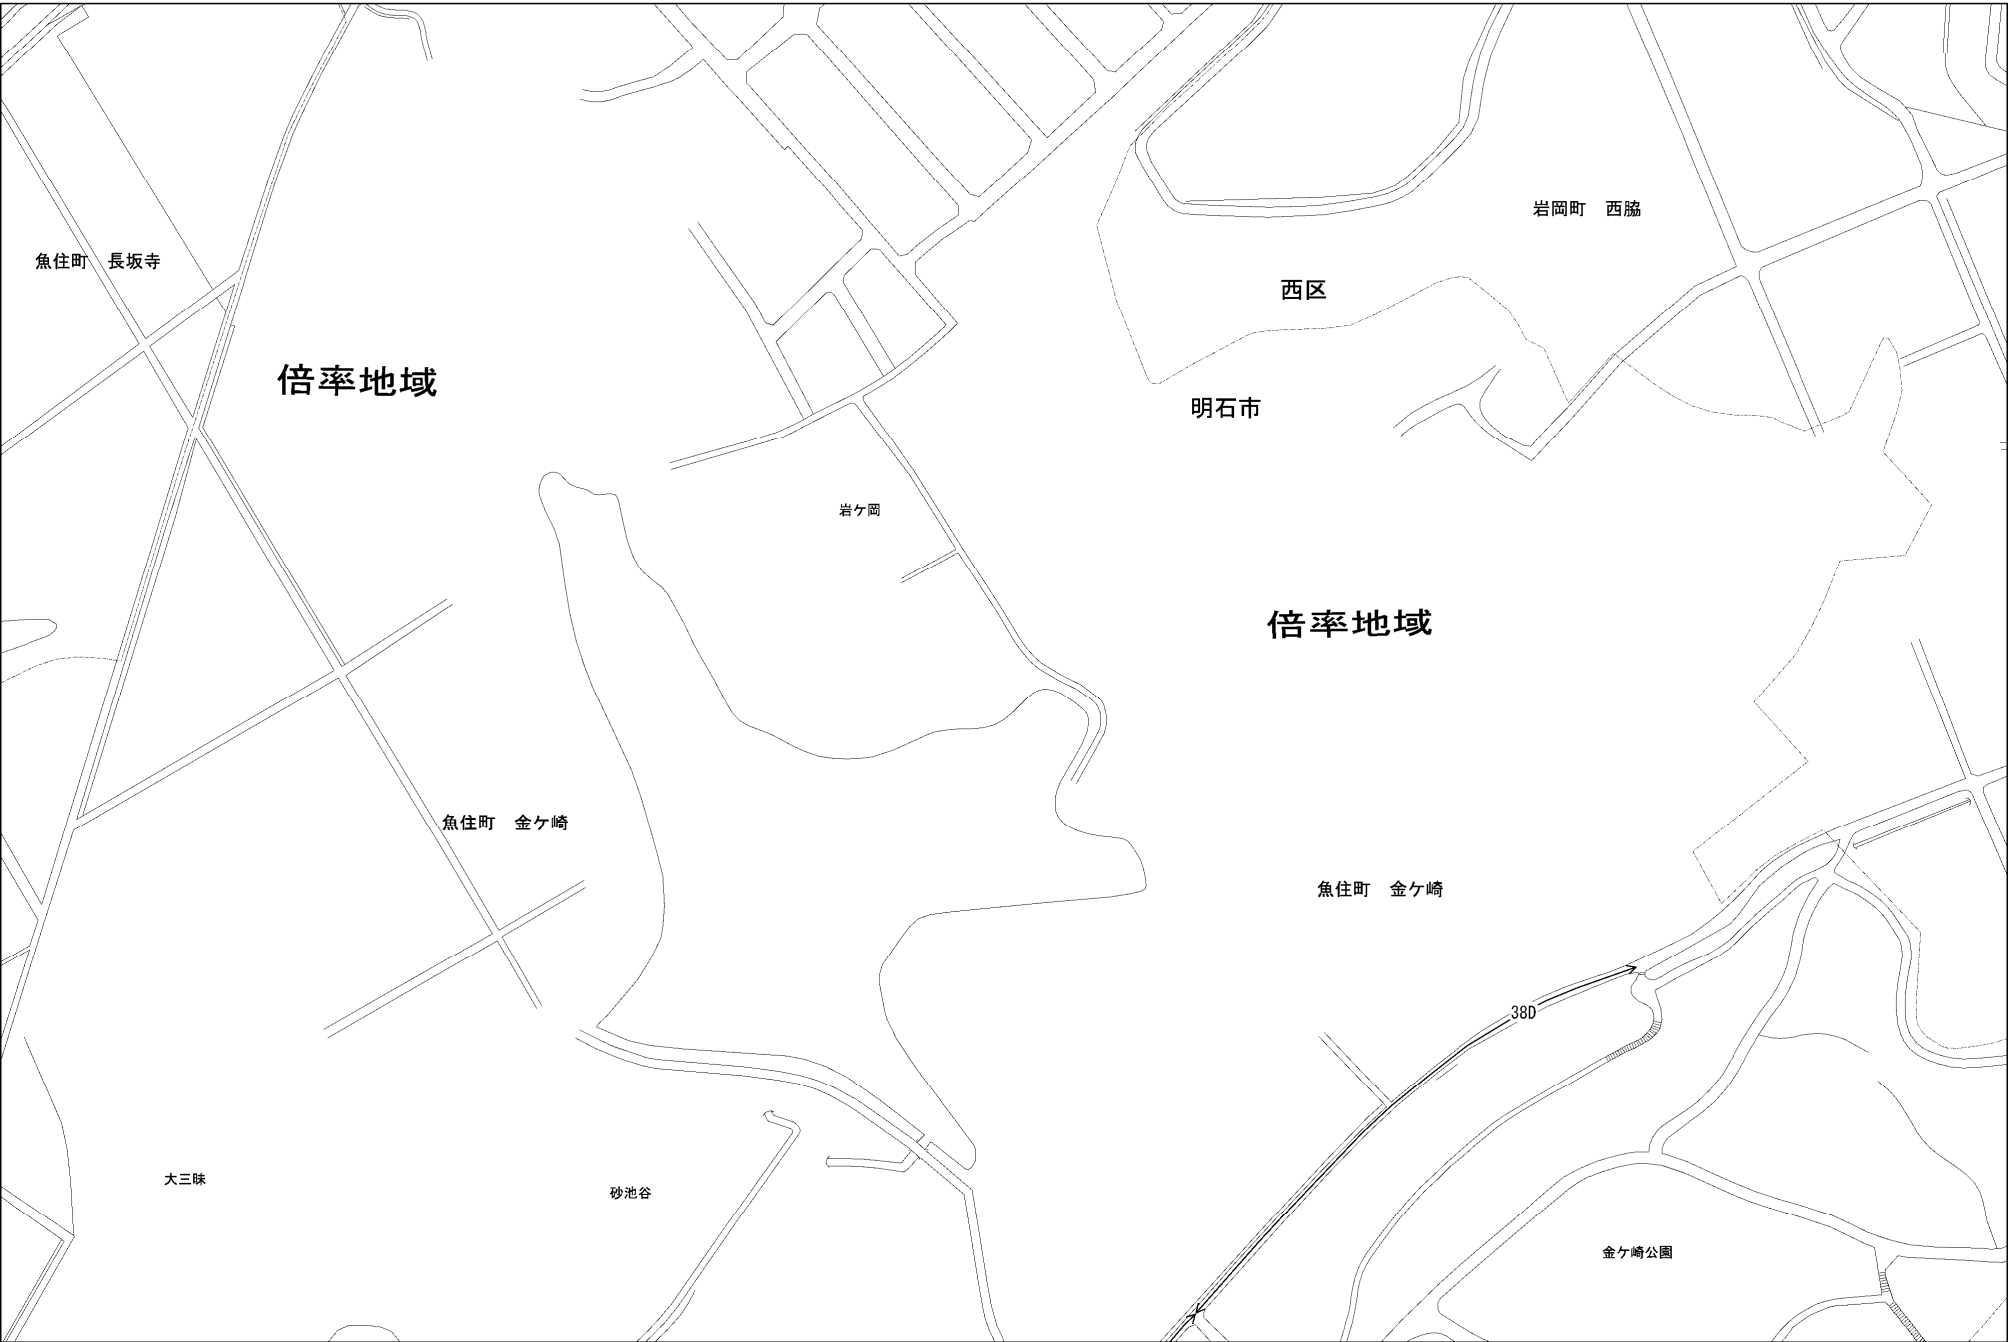 岩岡町　西脇
魚住町　長坂寺
西区
倍率地域
明石市
岩ケ岡
倍率地域
魚住町　金ケ崎
魚住町　金ケ崎
38D
大三昧
砂池谷
金ケ崎公園